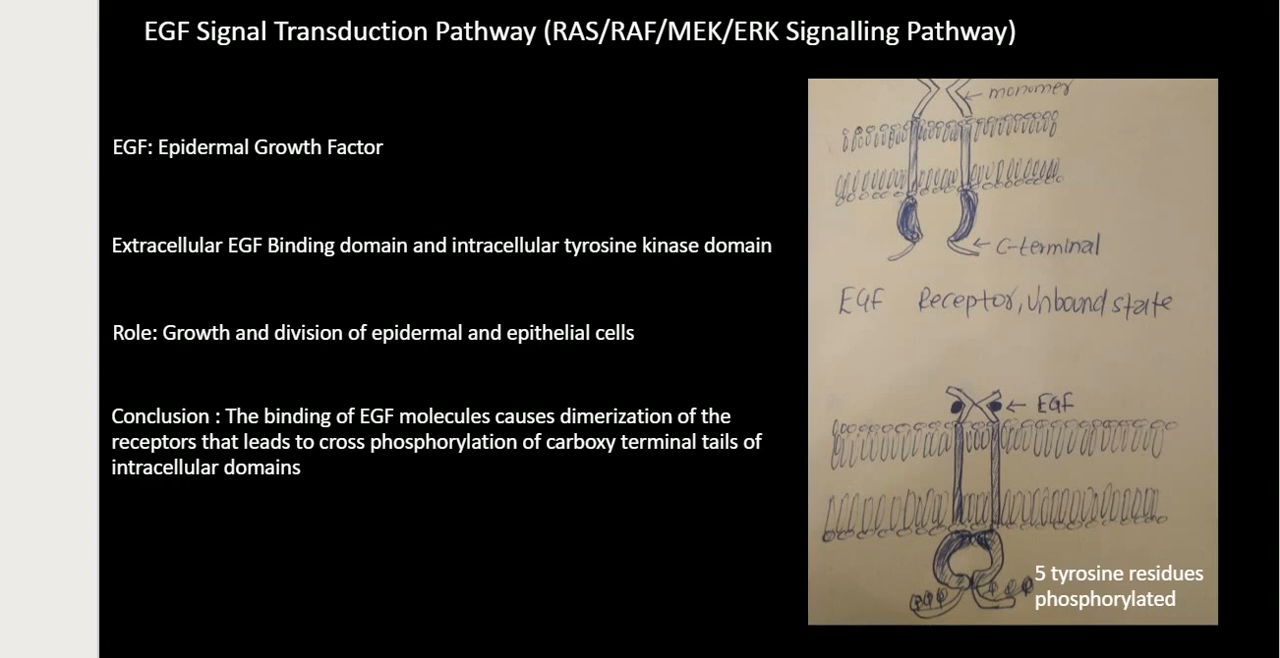 EGF Signal Transduction Pathway (RAS/RAF/MEK/ERK Signalling Pathway)
EGF: Epidermal Growth Factor
Extracellular EGF Binding domain and intracellular tyrosine kinase domain
Role: Growth and division of epidermal and epithelial cells
Conclusion : The binding of EGF molecules causes dimerization of the
receptors that leads to cross phosphorylation of carboxy terminal tails of
intracellular domains
monomer
C-terminal
EGF Receptor, Unbound state
EGF
5 tyrosine residues
phosphorylated